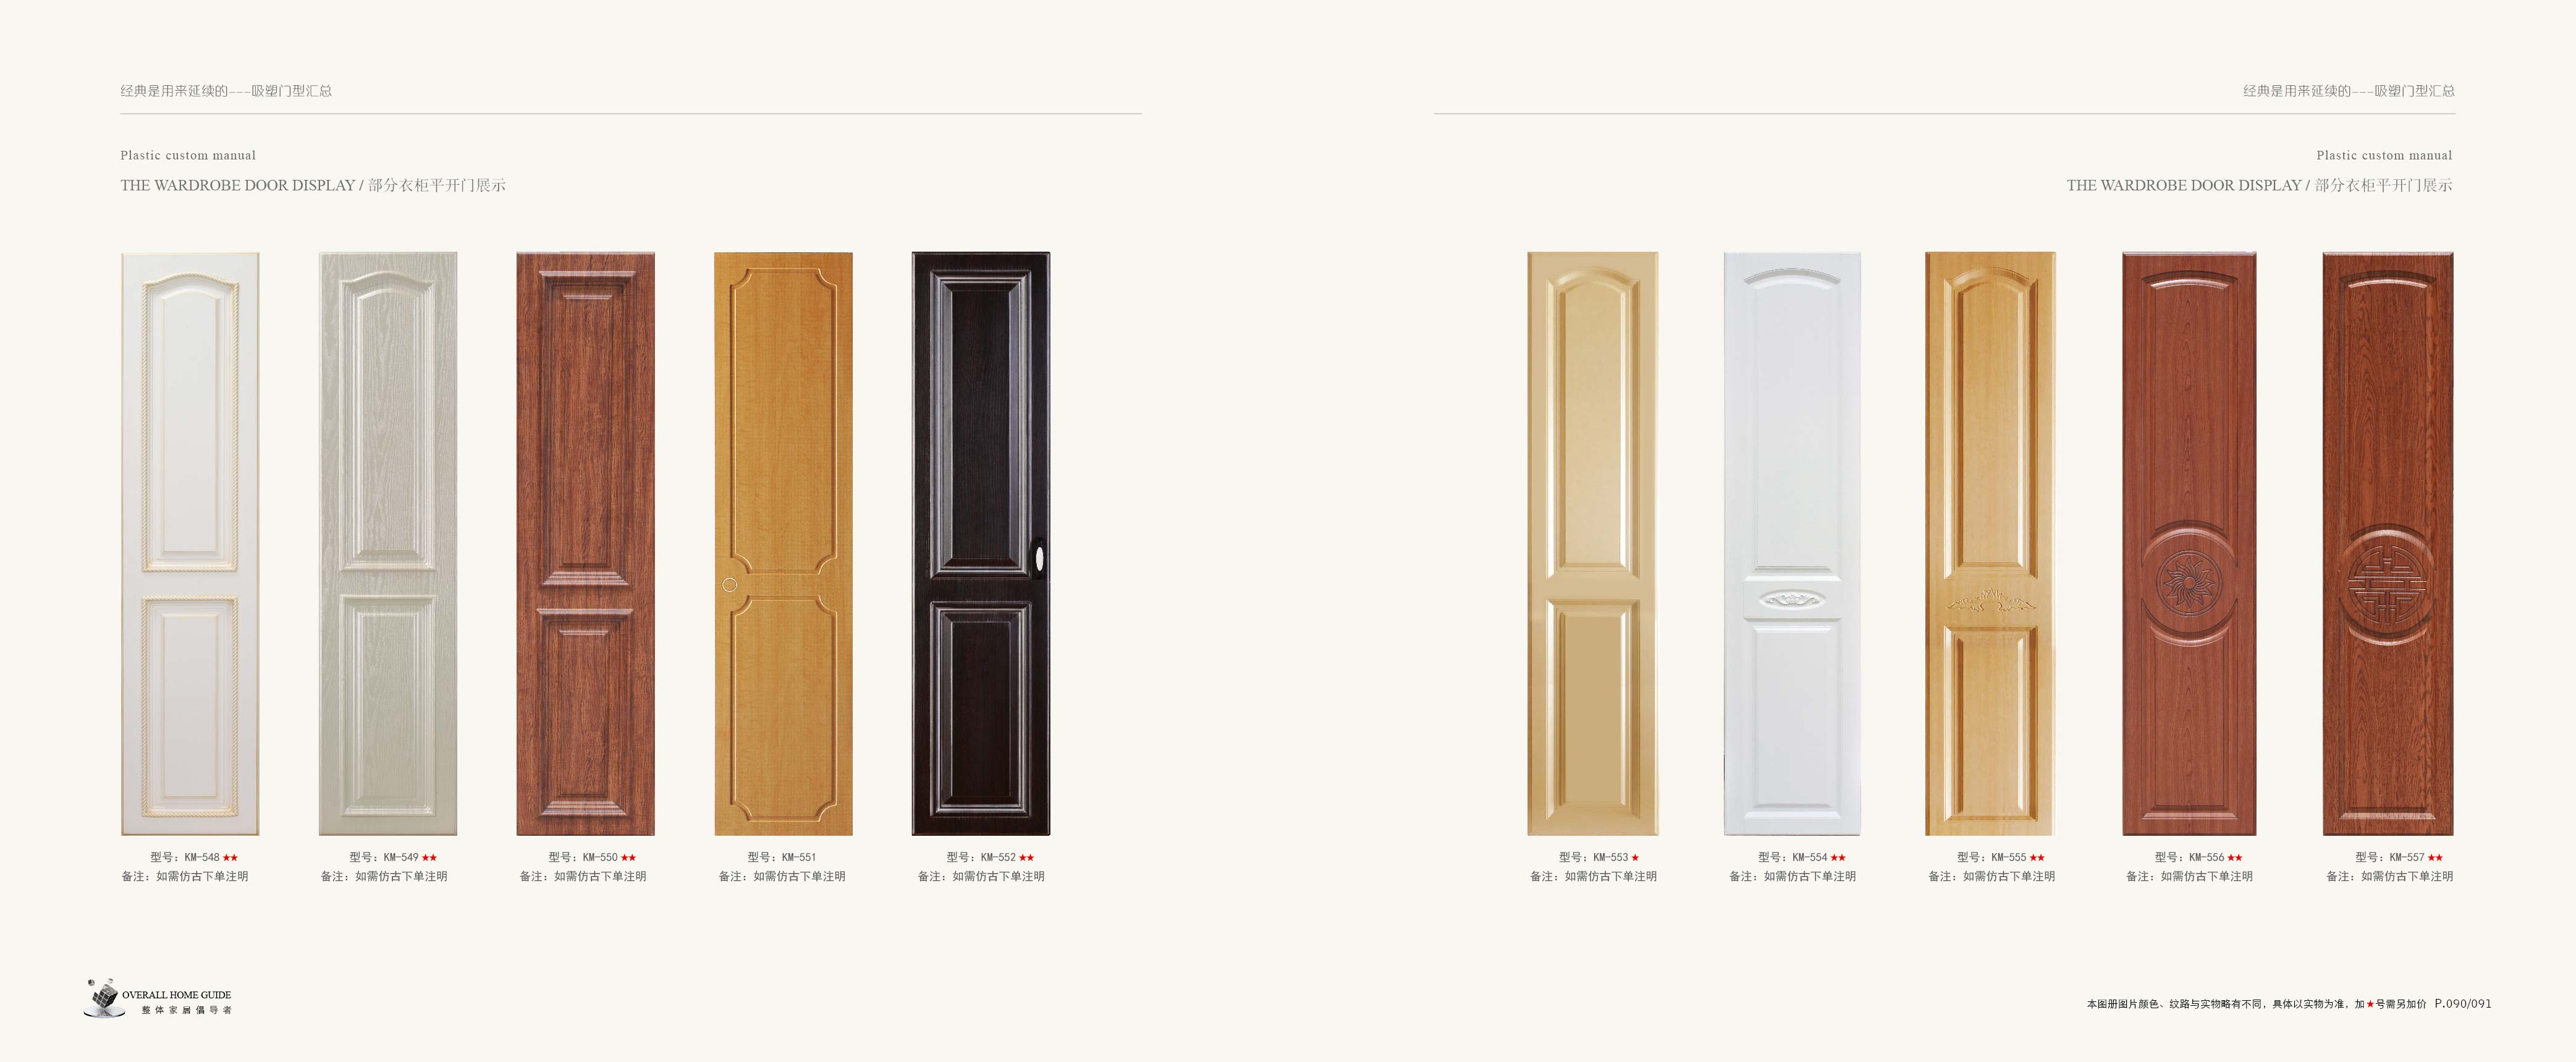 经典是用来延续的---吸塑门型汇总
经典是用来延续的---吸塑门型汇总
Plastic custom manual
THE WARDROBE DOOR DISPLAY / 部分衣柜平开门展示
Plastic custom manual
THE WARDROBE DOOR DISPLAY / 部分衣柜平开门展示
型号：KM-548 ★★
备注：如需仿古下单注明
型号：KM-549 ★★
备注：如需仿古下单注明
型号：KM-550 ★★
备注：如需仿古下单注明
型号：KM-551
备注：如需仿古下单注明
型号：KM-552 ★★
备注：如需仿古下单注明
型号：KM-553 ★
备注：如需仿古下单注明
型号：KM-554 ★★
备注：如需仿古下单注明
型号：KM-555 ★★
备注：如需仿古下单注明
型号：KM-556 ★★
备注：如需仿古下单注明
型号：KM-557 ★★
备注：如需仿古下单注明
OVERALL HOME GUIDE
整体家居倡导者
本图册图片颜色、纹路与实物略有不同，具体以实物为准，加★号需另加价 P.090/091